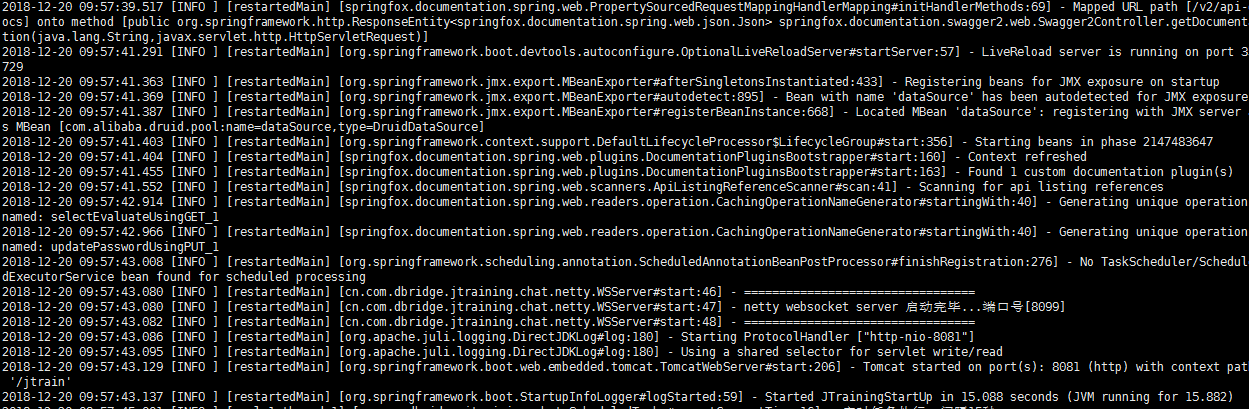 2018-12-20 09:57:39.517 [INFO ] [restartedMain] [springfox.documentation.spring.web.PropertySourcedRequestMappingHandlerMapping#initHandlerMethods:69] - Mapped URL path [/v2/api-
ocs] onto method [public org.springframework.http.ResponseEntity<springfox.documentation.spring.web.json.Json> springfox.documentation.swagger2.web.Swagger2Controller.getDocument
tion(java.lang.String,javax.servlet.http.HttpServletRequest)]
2018-12-20 09:57:41.291 [INFO ] [restartedMain] [org.springframework.boot.devtools.autoconfigure.OptionalLiveReloadServer#startServer:57] - LiveReload server is running on port 3
729
2018-12-20 09:57:41.363 [INFO ] [restartedMain] [org.springframework.jmx.export.MBeanExporter#afterSingletonsInstantiated:433] - Registering beans for JMX exposure on startup
2018-12-20 09:57:41.369 [INFO ] [restartedMain] [org.springframework.jmx.export.MBeanExporter#autodetect:895] - Bean with name 'dataSource' has been autodetected for JMX exposure
2018-12-20 09:57:41.387 [INFO ] [restartedMain] [org.springframework.jmx.export.MBeanExporter#registerBeanInstance:668] - Located MBean 'dataSource': registering with JMX server
s MBean [com.alibaba.druid.pool:name=dataSource,type=DruidDataSource]
2018-12-20 09:57:41.403 [INFO ] [restartedMain] [org.springframework.context.support.DefaultLifecycleProcessor$LifecycleGroup#start:356] - Starting beans in phase 2147483647
2018-12-20 09:57:41.404 [INFO ] [restartedMain] [springfox.documentation.spring.web.plugins.DocumentationPluginsBootstrapper#start:160] - Context refreshed
2018-12-20 09:57:41.455 [INFO ] [restartedMain] [springfox.documentation.spring.web.plugins.DocumentationPluginsBootstrapper#start:163] - Found 1 custom documentation plugin(s)
2018-12-20 09:57:41.552 [INFO ] [restartedMain] [springfox.documentation.spring.web.scanners.ApiListingReferenceScanner#scan:41] - Scanning for api listing references
2018-12-20 09:57:42.914 [INFO ] [restartedMain] [springfox.documentation.spring.web.readers.operation.CachingOperationNameGenerator#startingWith:40] - Generating unique operation
named: selectEvaluateUsingGET_1
2018-12-20 09:57:42.966 [INFO ] [restartedMain] [springfox.documentation.spring.web.readers.operation.CachingOperationNameGenerator#startingWith:40] - Generating unique operation
named: updatePasswordUsingPUT_1
2018-12-20 09:57:43.008 [INFO ] [restartedMain] [org.springframework.scheduling.annotation.ScheduledAnnotationBeanPostProcessor#finishRegistration:276] - No TaskScheduler/Schedul
dExecutorService bean found for scheduled processing
2018-12-20 09:57:43.080 [INFO ] [restartedMain] [cn.com.dbridge.jtraining.chat.netty.WSServer#start:46] - =================================
2018-12-20 09:57:43.080 [INFO ] [restartedMain] [cn.com.dbridge.jtraining.chat.netty.WSServer#start:47] - netty websocket server 启动完毕...端口号[8099]
2018-12-20 09:57:43.082 [INFO ] [restartedMain] [cn.com.dbridge.jtraining.chat.netty.WSServer#start:48] - =================================
2018-12-20 09:57:43.086 [INFO ] [restartedMain] [org.apache.juli.logging.DirectJDKLog#log:180] - Starting ProtocolHandler ["http-nio-8081"]
2018-12-20 09:57:43.095 [INFO ] [restartedMain] [org.apache.juli.logging.DirectJDKLog#log:180] - Using a shared selector for servlet write/read
2018-12-20 09:57:43.129 [INFO ] [restartedMain] [org.springframework.boot.web.embedded.tomcat.TomcatWebServer#start:206] - Tomcat started on port(s): 8081 (http) with context path
'/jtrain'
2018-12-20 09:57:43.137 [INFO ] [restartedMain] [org.springframework.boot.StartupInfoLogger#logStarted:59] - Started JTrainingStartUp in 15.088 seconds (JVM running for 15.882)